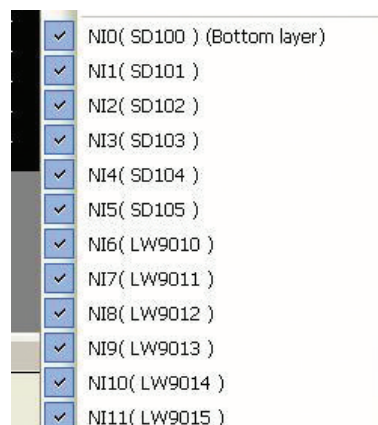 NI0( SD100 ) (Bottom layer)
NI1( SD101 )
NI2( SD102 )
NI3( SD103 )
NI4( SD104 )
NI5( SD105 )
NI6( LW9010 )
NI7( LW9011 )
NI8( LW9012 )
NI9( LW9013 )
NI10( LW9014 )
NI11( LW9015 )